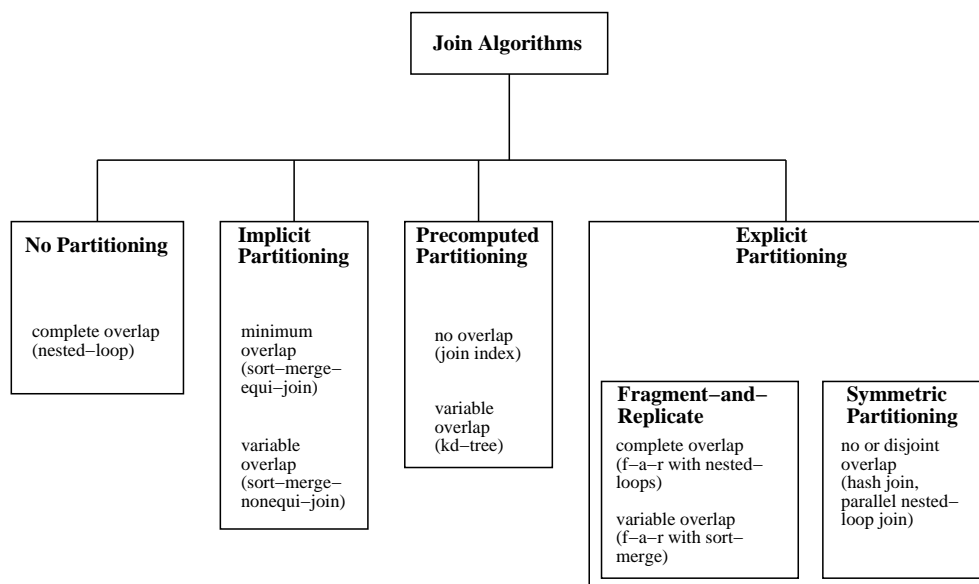 Join Algorithms
No Partitioning
complete overlap
(nested−loop)
Implicit
Partitioning
minimum
overlap
(sort−merge−
equi−join)
variable
overlap
(sort−merge−
nonequi−join)
Precomputed
Partitioning
no overlap
(join index)
variable
overlap
(kd−tree)
Explicit
Partitioning
Fragment−and−
Replicate
complete overlap
(f−a−r with nested−
loops)
variable overlap
(f−a−r with sort−
merge)
Symmetric
Partitioning
no or disjoint
overlap
(hash join,
parallel nested−
loop join)